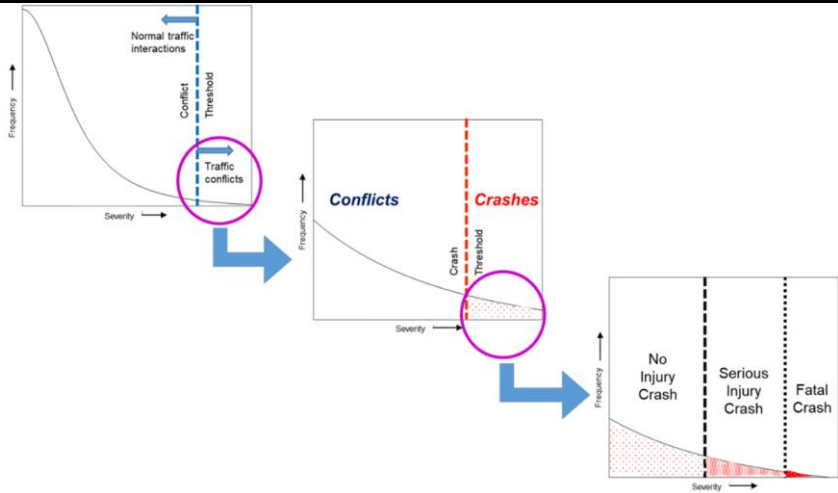 Normal traffic
interactions
Conflict
Threshold
Traffic
conflicts
Frequency
Severity
Conflicts
Crashes
Crash
Threshold
Frequency
Severity
No
Injury
Crash
Serious
Injury
Crash
Fatal
Crash
Frequency
Severity